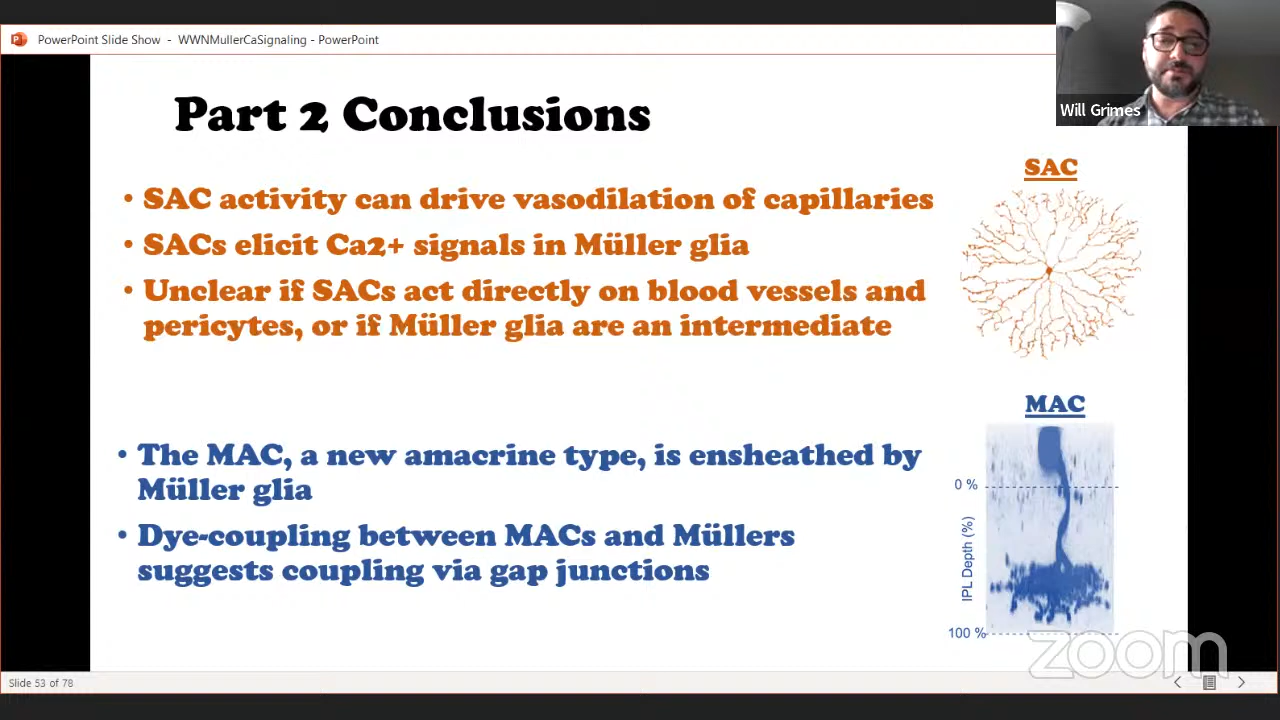 PowerPoint Slide Show - WWNMullerCaSignaling - PowerPoint
Will Grimes
Part 2 Conclusions
• SAC activity can drive vasodilation of capillaries
• SACs elicit Ca2+ signals in Müller glia
• Unclear if SACs act directly on blood vessels and
pericytes, or if Müller glia are an intermediate
SAC
• The MAC, a new amacrine type, is ensheathed by
Müller glia
• Dye-coupling between MACs and Müllers
suggests coupling via gap junctions
MAC
0 %
IPL Depth (%)
100 %
zoom
Slide 53 of 78